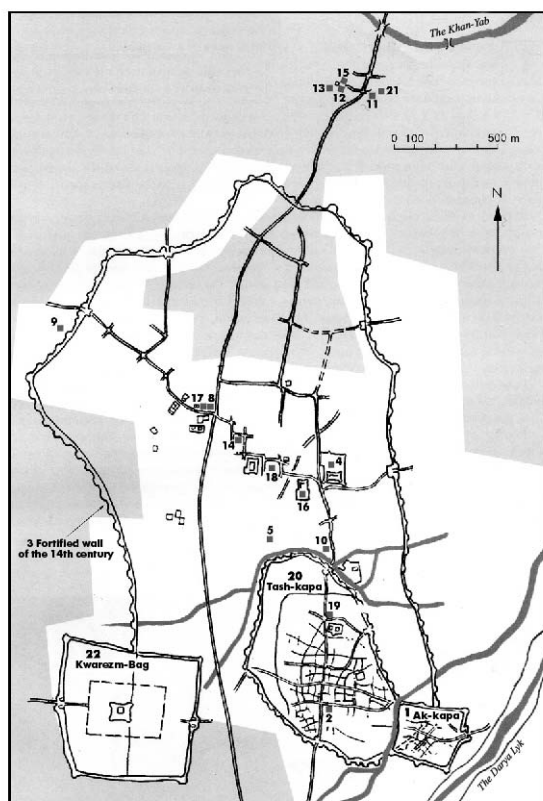 The Khan-Yab
15
13
12
11
21
0 100 500 m
N
9
17 8
14
18
4
16
3 Fortified wall
of the 14th century
5
10
20
Tash-kapa
19
22
Kwarezm-Bag
2
1 Ak-kapa
The Darya Lyk